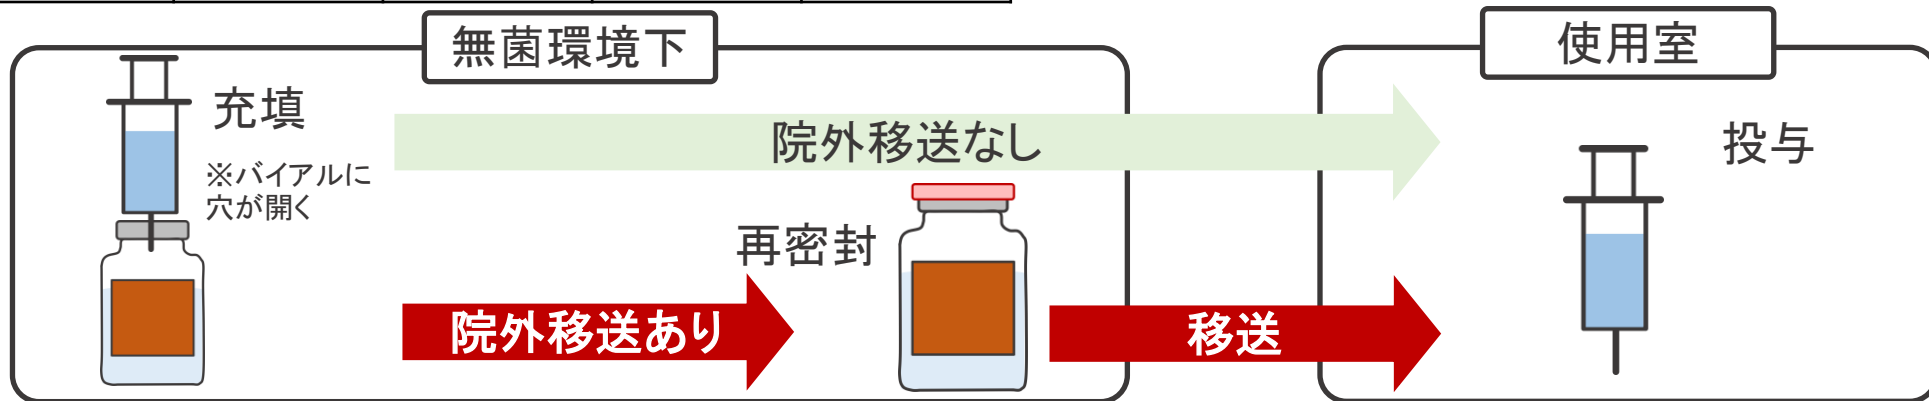 無菌環境下
使用室
充填
※バイアルに
穴が開く
院外移送なし
再密封
院外移送あり
移送
投与